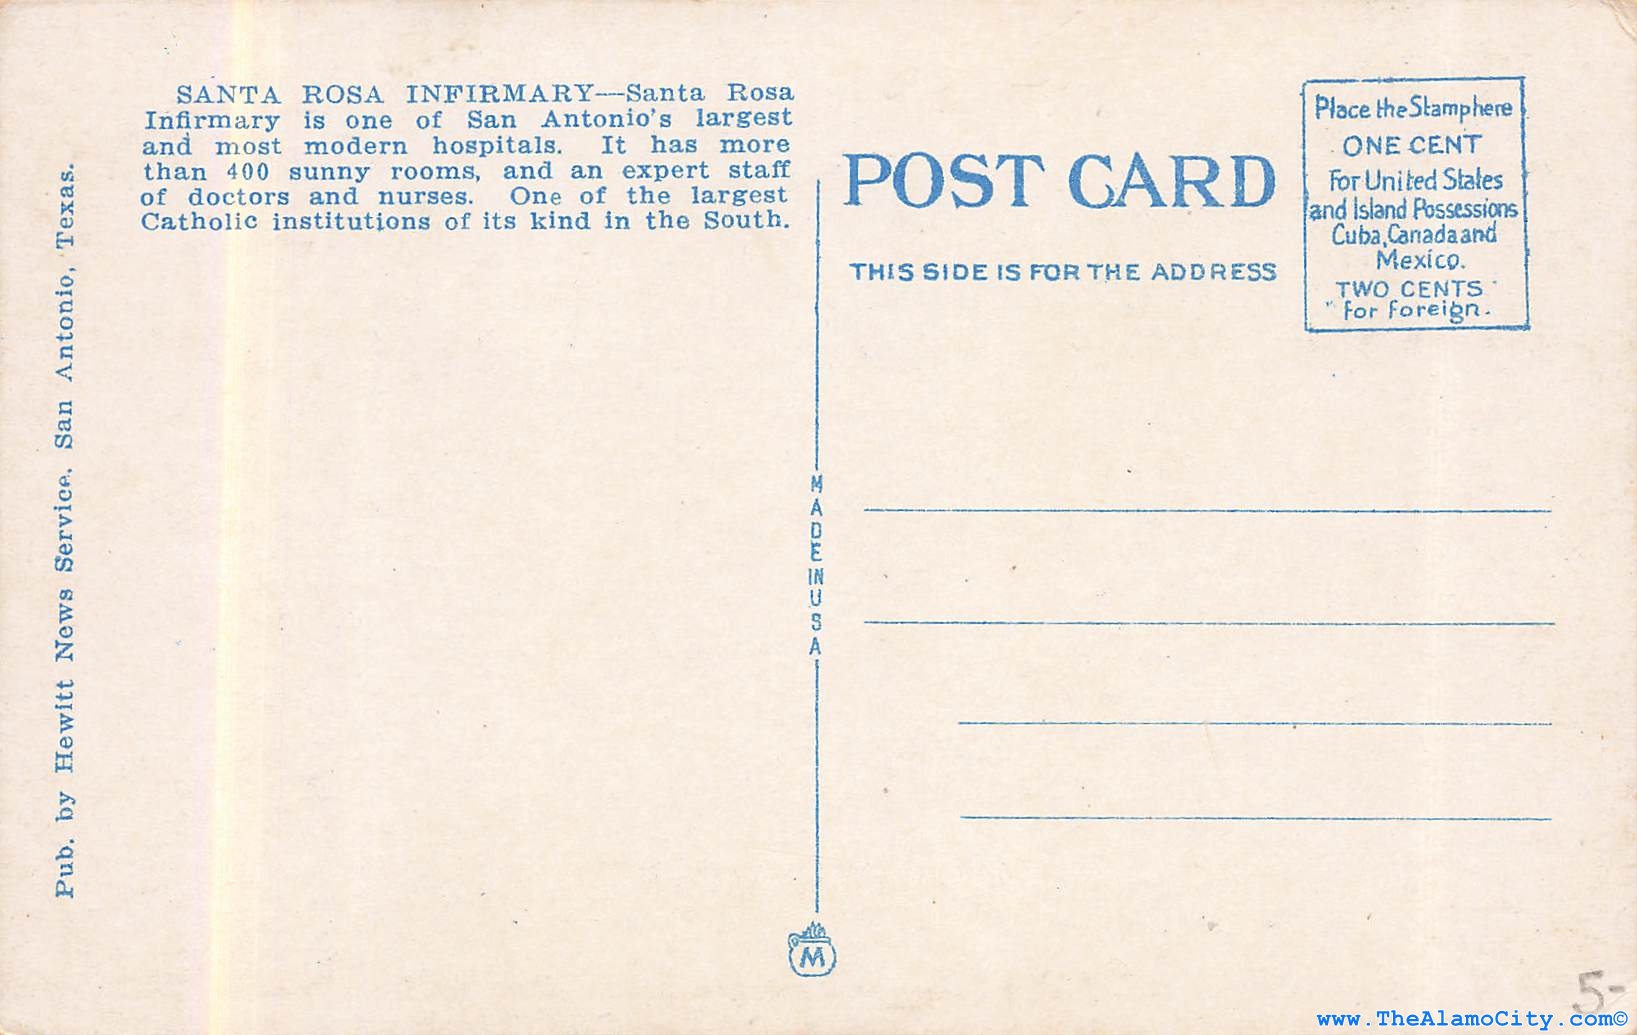 SANTA ROSA INFIRMARY—Santa Rosa
Infirmary is one of San Antonio's largest
and most modern hospitals. It has more
than 400 sunny rooms, and an expert staff
of doctors and nurses. One of the largest
Catholic institutions of its kind in the South.
Pub. by Hewitt News Service, San Antonio, Texas.
MADE IN USA
M
POST CARD
THIS SIDE IS FOR THE ADDRESS
Place the Stamp here
ONE CENT
For United States
and Island Possessions
Cuba, Canada and
Mexico.
TWO CENTS
For Foreign.
5-
www.TheAlamoCity.com©